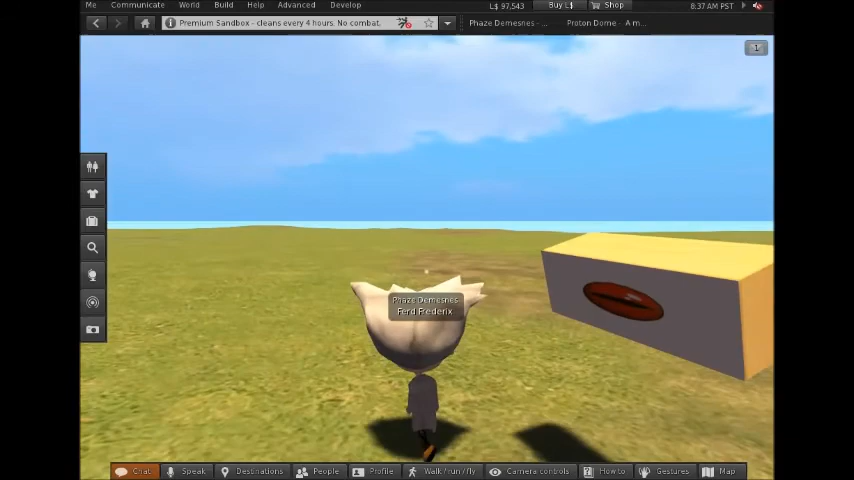 Me Communicate World Build Help Advanced Develop L$ 97,543 Buy L$ Shop 8:37 AM PST
Premium Sandbox - cleans every 4 hours. No combat. Phaze Demesnes - ... Proton Dome - A m...
1
Phaze Demesnes
Ferd Frederix
Chat Speak Destinations People Profile Walk / run / fly Camera controls How to Gestures Map